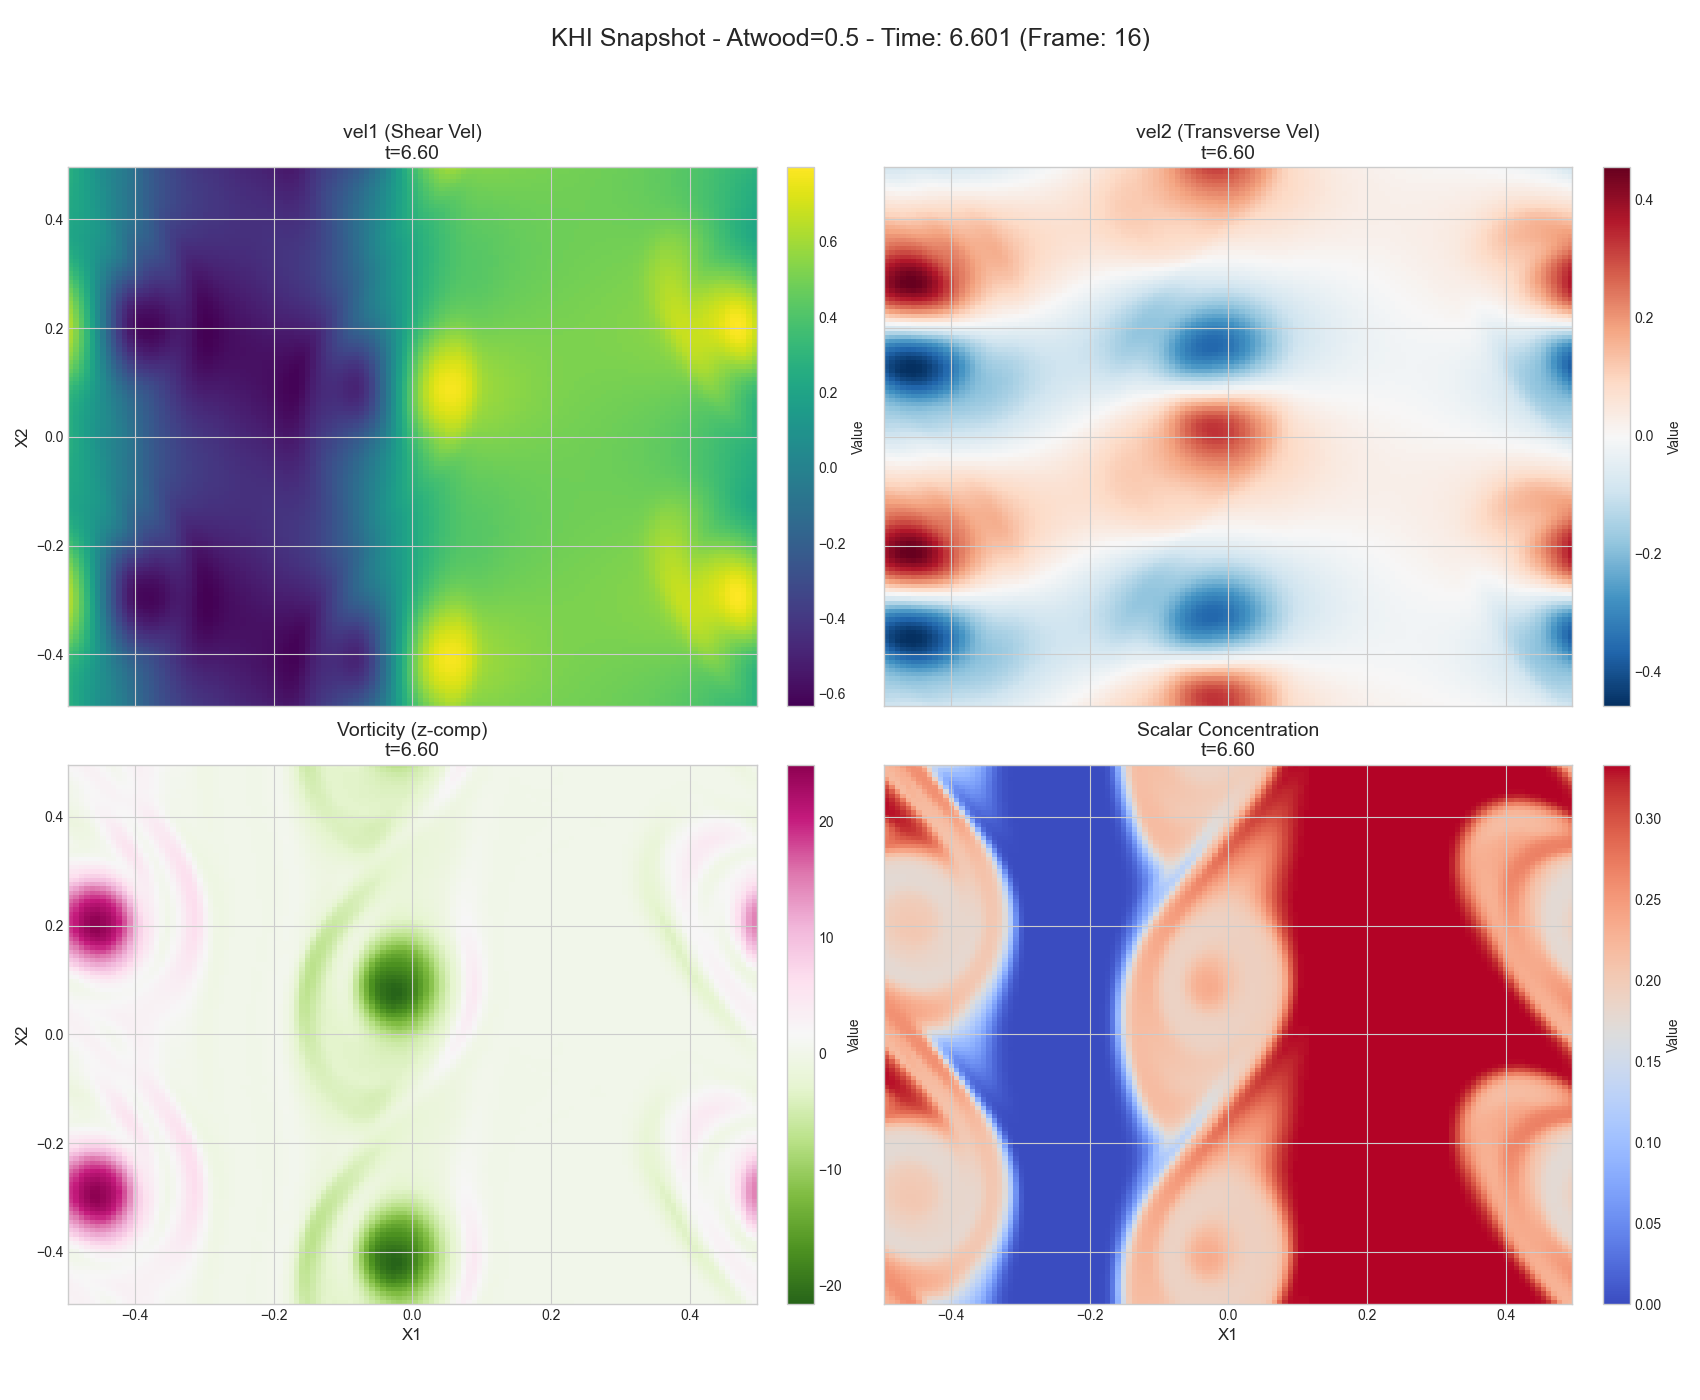 KHI Snapshot - Atwood=0.5 - Time: 6.601 (Frame: 16)
vel1 (Shear Vel)
t=6.60
vel2 (Transverse Vel)
t=6.60
X2
0.4
0.2
0.0
−0.2
−0.4
0.6
0.4
0.2
0.0
−0.2
−0.4
−0.6
Value
0.4
0.2
0.0
−0.2
−0.4
Value
Vorticity (z-comp)
t=6.60
Scalar Concentration
t=6.60
X2
0.4
0.2
0.0
−0.2
−0.4
20
10
0
−10
−20
Value
0.30
0.25
0.20
0.15
0.10
0.05
0.00
Value
−0.4 −0.2 0.0 0.2 0.4
X1
−0.4 −0.2 0.0 0.2 0.4
X1